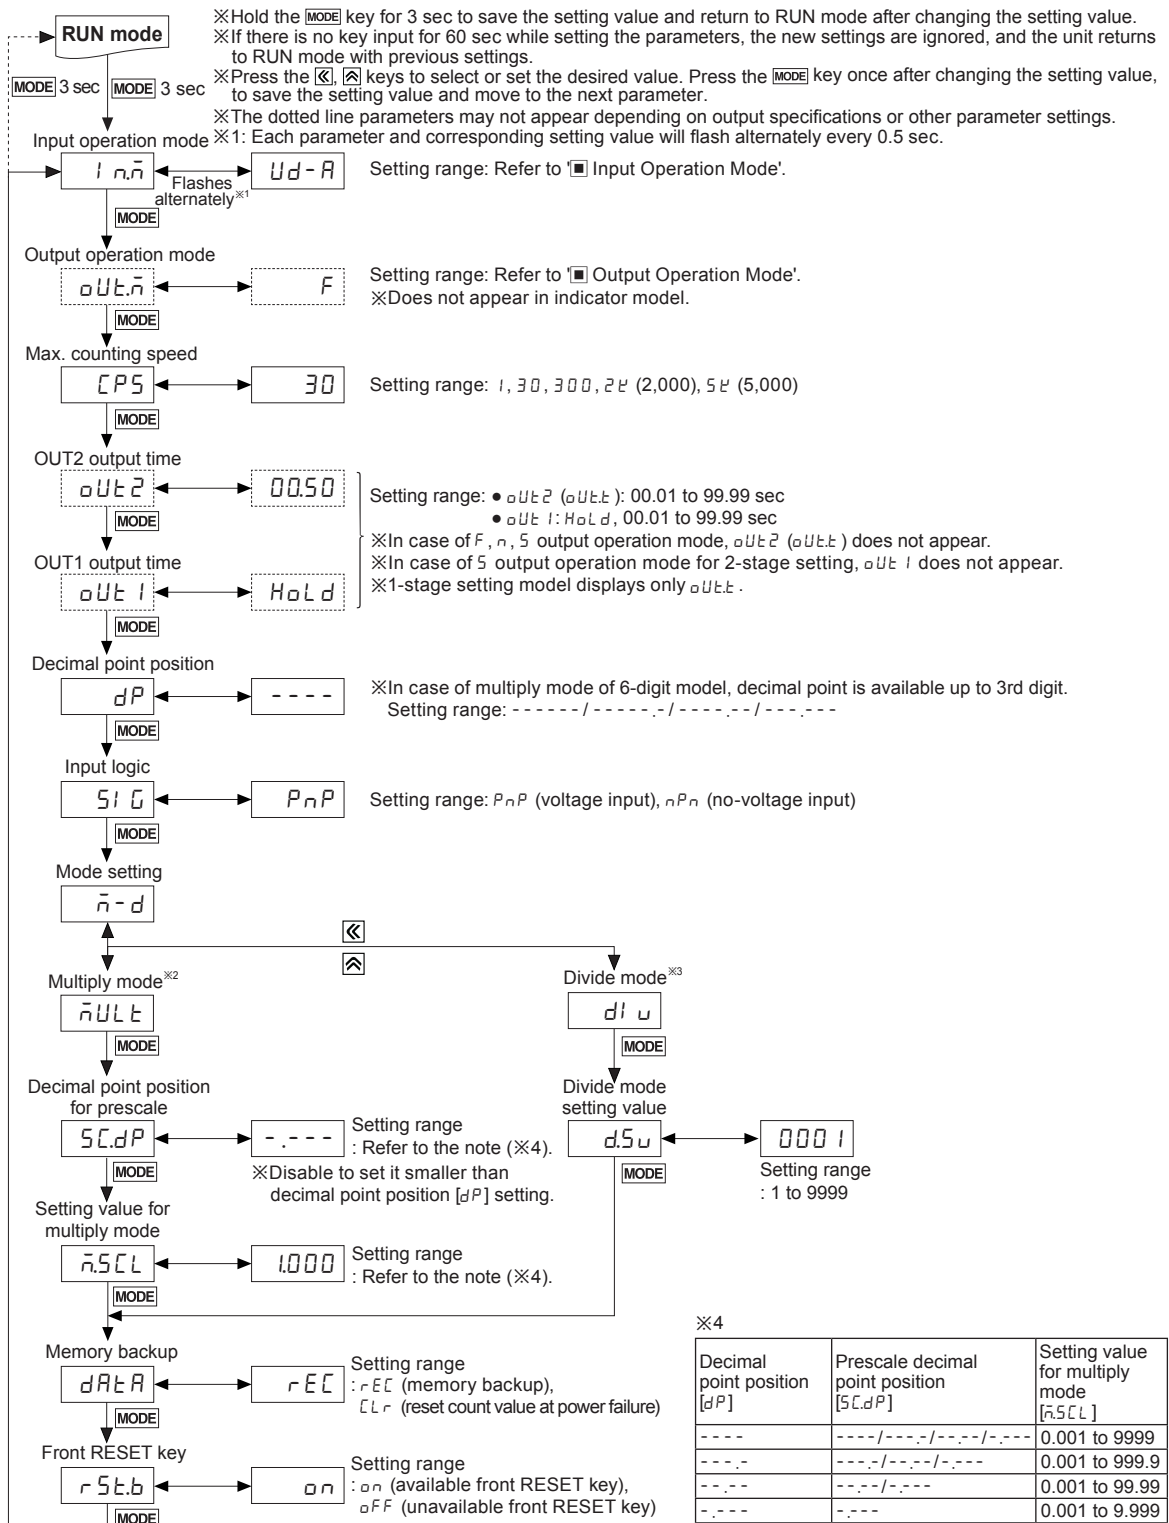 ※Hold the MODE key for 3 sec to save the setting value and return to RUN mode after changing the setting value.
RUN mode
※If there is no key input for 60 sec while setting the parameters, the new settings are ignored, and the unit returns
to RUN mode with previous settings.
MODE 3 sec MODE 3 sec
※Press the «, keys to select or set the desired value. Press the MODE key once after changing the setting value,
to save the setting value and move to the next parameter.
※The dotted line parameters may not appear depending on output specifications or other parameter settings.
Input operation mode
※1: Each parameter and corresponding setting value will flash alternately every 0.5 sec.
In.m
Flashes
alternately※1
Ud-A
Setting range: Refer to '▣ Input Operation Mode'.
MODE
Output operation mode
oUt.m
F
Setting range: Refer to '▣ Output Operation Mode'.
※Does not appear in indicator model.
MODE
Max. counting speed
CPS
30
Setting range: 1, 30, 300, 2k (2,000), 5k (5,000)
MODE
OUT2 output time
oUt2
00.50
Setting range: ● oUt2 (oUt.t): 00.01 to 99.99 sec
● oUt1: HoLd, 00.01 to 99.99 sec
MODE
※In case of F, n, S output operation mode, oUt2 (oUt.t) does not appear.
OUT1 output time
※In case of S output operation mode for 2-stage setting, oUt1 does not appear.
oUt1
HoLd
※1-stage setting model displays only oUt.t.
MODE
Decimal point position
dP
----
※In case of multiply mode of 6-digit model, decimal point is available up to 3rd digit.
Setting range: ------/-----.-/----.--/---.---
MODE
Input logic
SIG
PnP
Setting range: PnP (voltage input), nPn (no-voltage input)
MODE
Mode setting
m-d
«
Multiply mode※2
Divide mode※3
mULt
dIv
MODE
MODE
Decimal point position
for prescale
Divide mode
setting value
SC.dP
-.---
Setting range
: Refer to the note (※4).
d.Sv
0001
MODE
※Disable to set it smaller than
decimal point position [dP] setting.
MODE
Setting range
: 1 to 9999
Setting value for
multiply mode
m.SCL
1.000
Setting range
: Refer to the note (※4).
MODE
Memory backup
dAtA
rEC
Setting range
: rEC (memory backup),
CLr (reset count value at power failure)
MODE
Front RESET key
rSt.b
on
Setting range
: on (available front RESET key),
oFF (unavailable front RESET key)
MODE
※4
Decimal
point position
[dP]
Prescale decimal
point position
[SC.dP]
Setting value
for multiply
mode
[m.SCL]
---- ----/---.-/--.--/-.--- 0.001 to 9999
---.- ---.-/--.--/-.--- 0.001 to 999.9
--.-- --.--/-.--- 0.001 to 99.99
-.--- -.--- 0.001 to 9.999